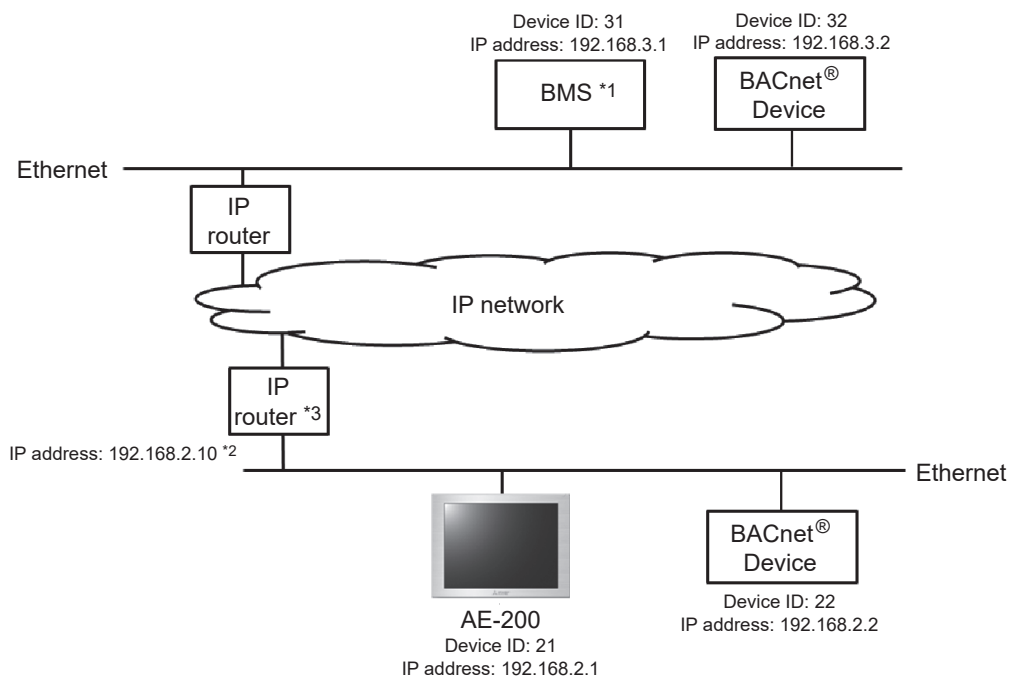 Device ID: 31
IP address: 192.168.3.1
Device ID: 32
IP address: 192.168.3.2
BMS *1
BACnet®
Device
Ethernet
IP
router
IP network
IP
router *3
IP address: 192.168.2.10 *2
Ethernet
BACnet®
Device
AE-200
Device ID: 21
IP address: 192.168.2.1
Device ID: 22
IP address: 192.168.2.2